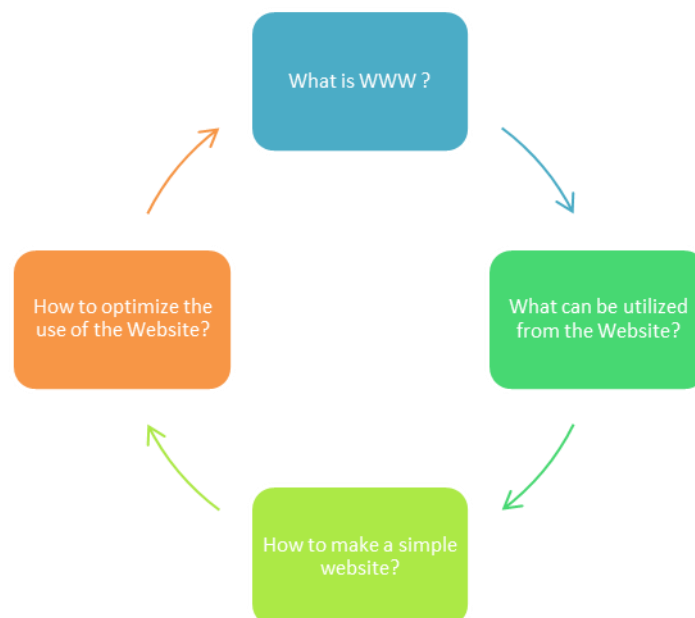 What is WWW ?
What can be utilized
from the Website?
How to make a simple
website?
How to optimize the
use of the Website?